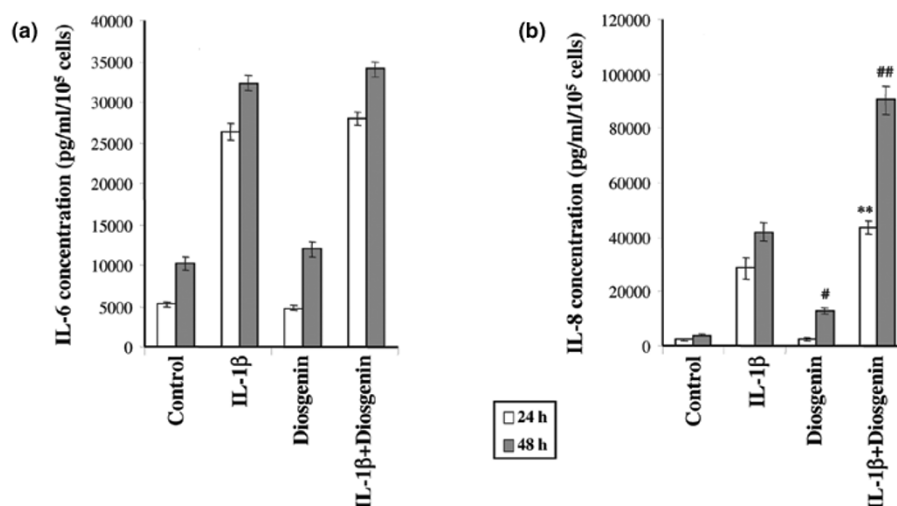 (a)
IL-6 concentration (pg/ml/10⁵ cells)
40000
35000
30000
25000
20000
15000
10000
5000
0
Control
IL-1β
Diosgenin
IL-1β+Diosgenin
(b)
IL-8 concentration (pg/ml/10⁵ cells)
120000
100000
80000
60000
40000
20000
0
#
**
##
Control
IL-1β
Diosgenin
IL-1β+Diosgenin
24 h
48 h